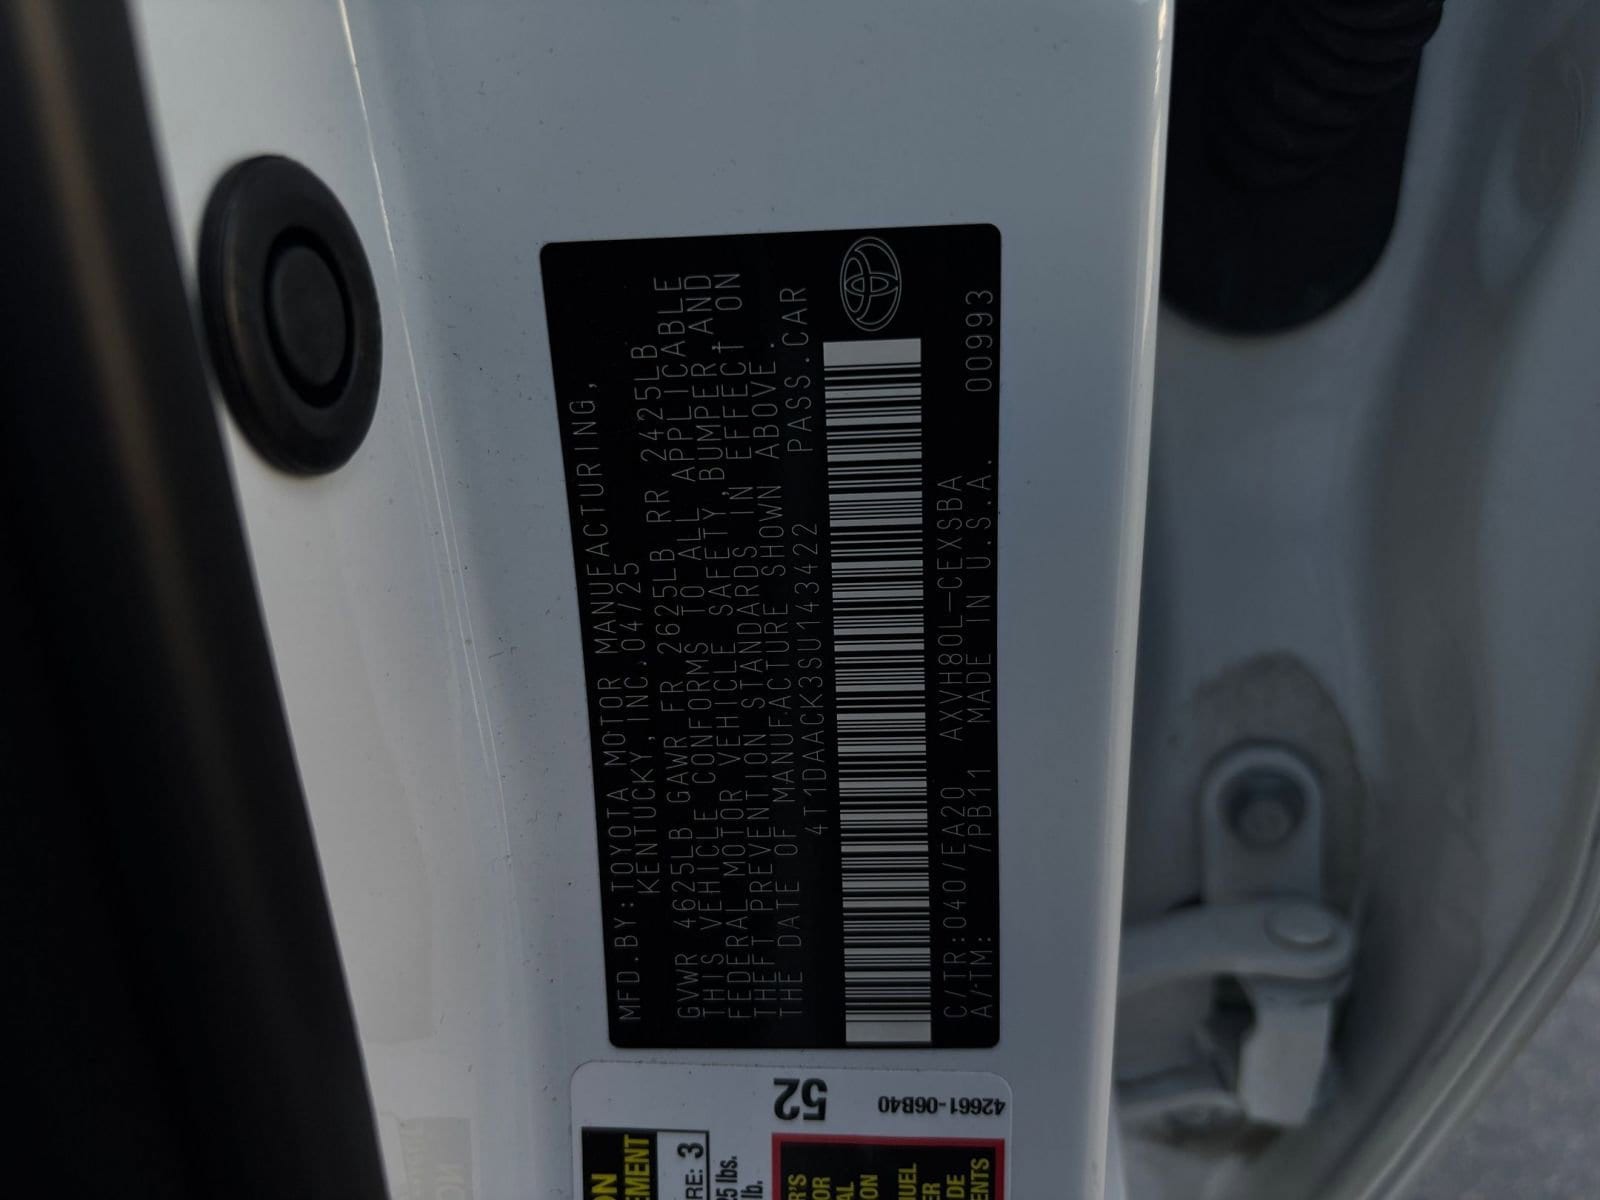 MFD.BY:TOYOTA MOTOR MANUFACTURING,
KENTUCKY, INC.04/25
GVWR 4625LB GAWR FR 2625LB RR 2425LB
THIS VEHICLE CONFORMS TO ALL APPLICABLE
FEDERAL MOTOR VEHICLE SAFETY, BUMPER, AND
THEFT PREVENTION STANDARDS IN EFFECT ON
THE DATE OF MANUFACTURE SHOWN ABOVE.
4T1DAACK3SU143422 PASS.CAR
C/TR:040/EA20 AXVH80L-CEXSBA
A/TM: /PB11 MADE IN U.S.A. 00993
52
42661-06B40